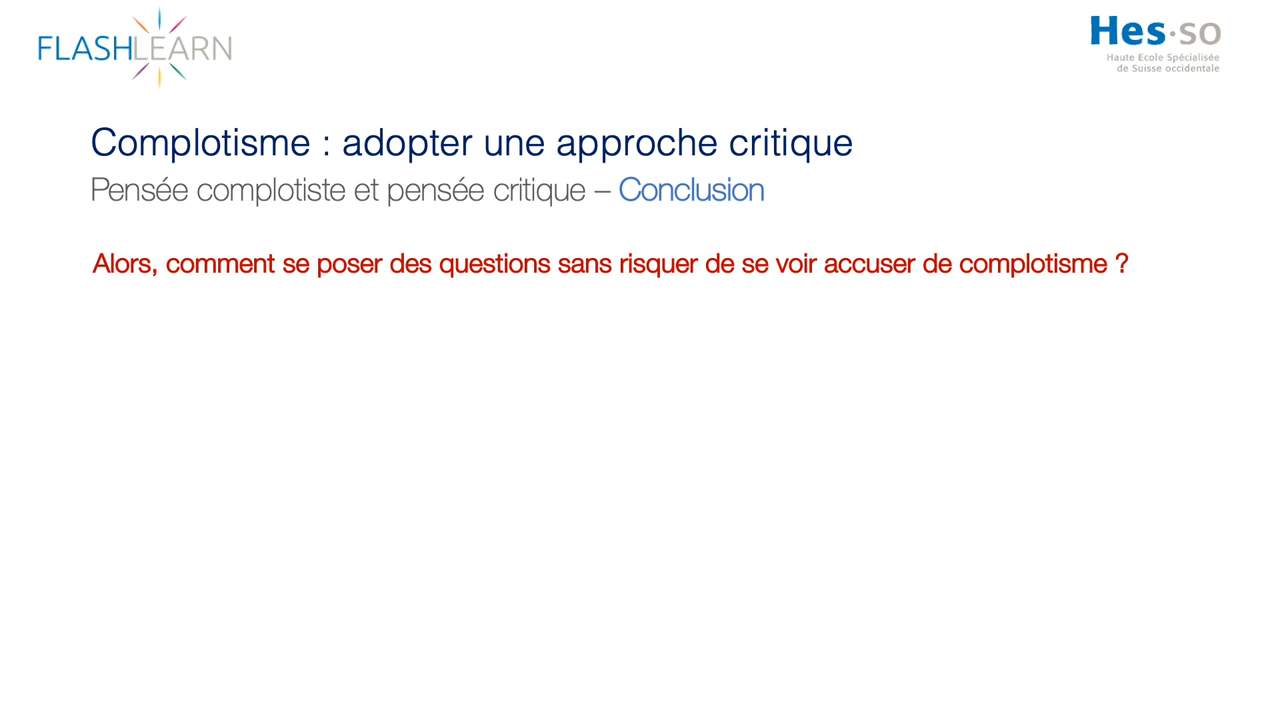 FLASHLEARN
Hes·so
Haute Ecole Spécialisée
de Suisse occidentale
Complotisme : adopter une approche critique
Pensée complotiste et pensée critique – Conclusion
Alors, comment se poser des questions sans risquer de se voir accuser de complotisme ?